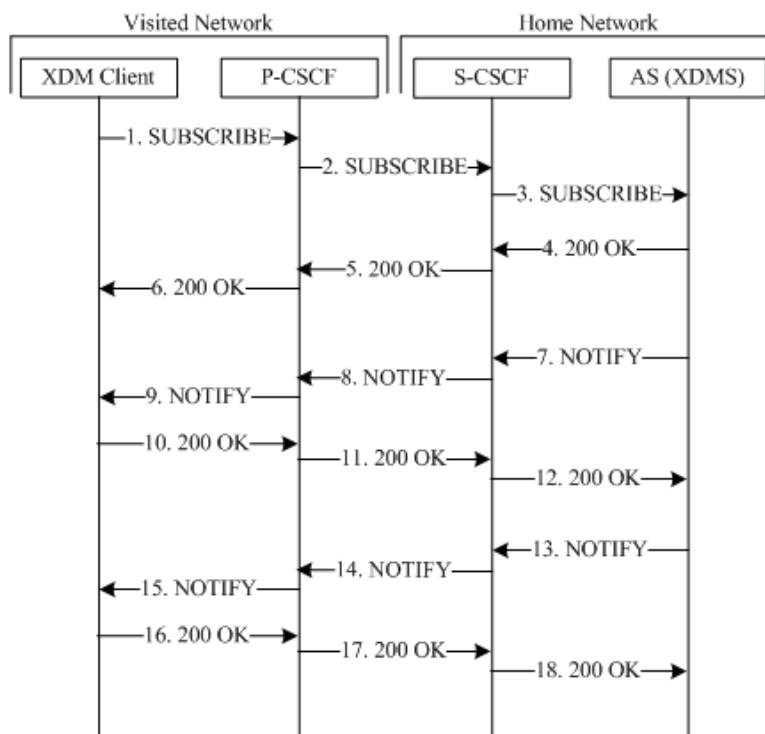 Visited Network
Home Network
XDM Client
P-CSCF
S-CSCF
AS (XDMS)
1. SUBSCRIBE
2. SUBSCRIBE
3. SUBSCRIBE
4. 200 OK
5. 200 OK
6. 200 OK
7. NOTIFY
8. NOTIFY
9. NOTIFY
10. 200 OK
11. 200 OK
12. 200 OK
13. NOTIFY
14. NOTIFY
15. NOTIFY
16. 200 OK
17. 200 OK
18. 200 OK